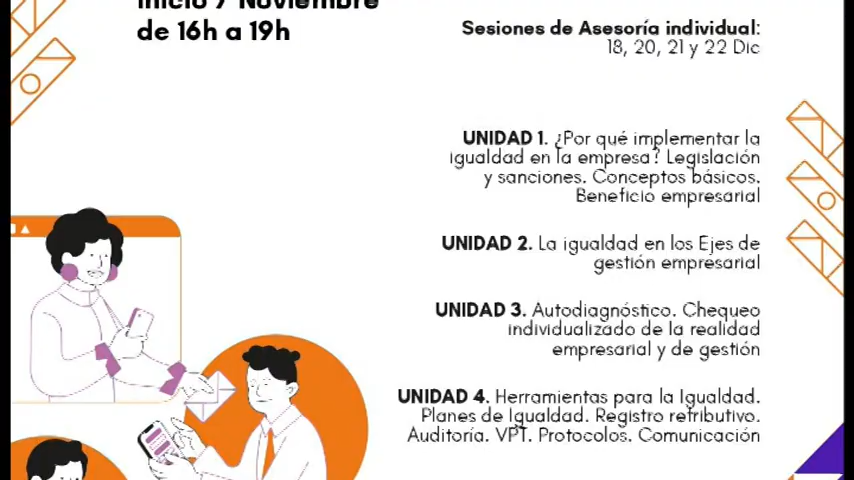 Inicio 7 Noviembre
de 16h a 19h
Sesiones de Asesoría individual:
18, 20, 21 y 22 Dic
UNIDAD 1. ¿Por qué implementar la
igualdad en la empresa? Legislación
y sanciones. Conceptos básicos.
Beneficio empresarial
UNIDAD 2. La igualdad en los Ejes de
gestión empresarial
UNIDAD 3. Autodiagnóstico. Chequeo
individualizado de la realidad
empresarial y de gestión
UNIDAD 4. Herramientas para la Igualdad.
Planes de Igualdad. Registro retributivo.
Auditoría. VPT. Protocolos. Comunicación